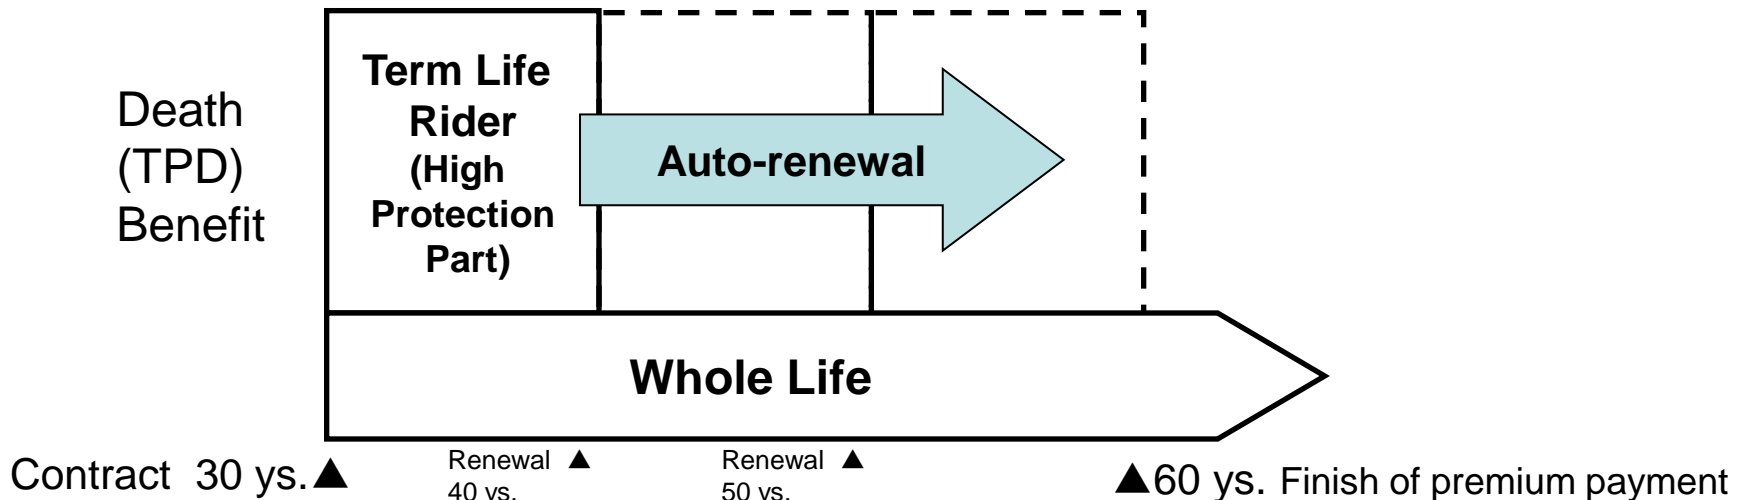 Death
(TPD)
Benefit
Term Life
Rider
(High
Protection
Part)
Auto-renewal
Whole Life
Contract 30 ys.▲
Renewal ▲
40 ys.
Renewal ▲
50 ys.
▲60 ys. Finish of premium payment